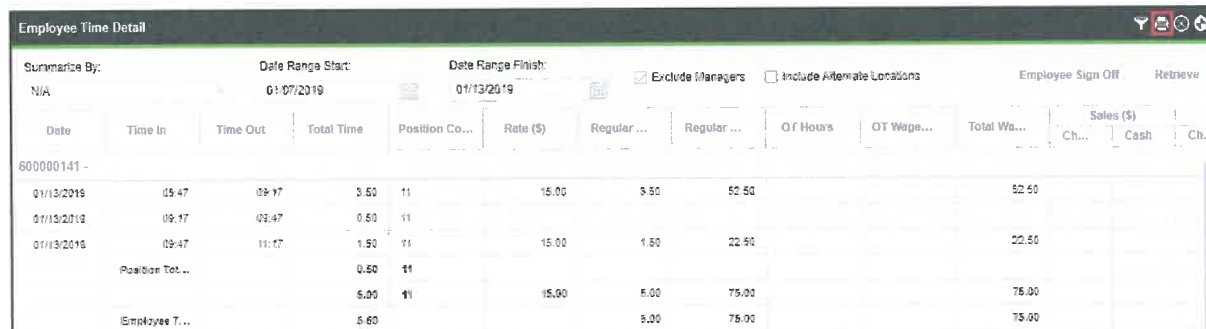 Employee Time Detail
Summarize By: Date Range Start: Date Range Finish:
N/A 01/07/2019 01/13/2019 Exclude Managers Include Alternate Locations Employee Sign Off Retrieve
Date Time In Time Out Total Time Position Co... Rate ($) Regular ... Regular ... OT Hours OT Wage... Total Wa... Sales ($)
Ch... Cash Ch.
600000141 -
01/13/2019 05:47 09:17 3.50 11 15.00 3.50 52.50 52.50
01/13/2019 09:17 09:47 0.50 11
01/13/2019 09:47 11:17 1.50 11 15.00 1.50 22.50 22.50
Position Tot... 0.50 11
5.00 11 15.00 5.00 75.00 75.00
Employee T... 5.00 75.00 75.00